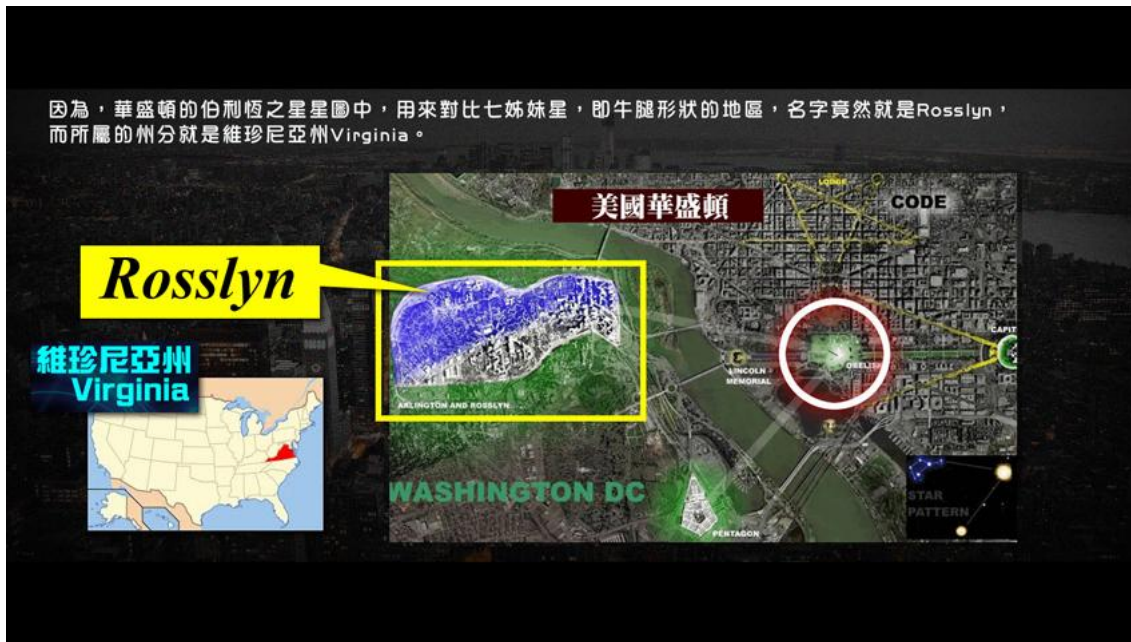 因為，華盛頓的伯利恆之星星圖中，用來對比七姊妹星，即牛腿形狀的地區，名字竟然就是Rosslyn，
而所屬的州分就是維珍尼亞州Virginia。
美國華盛頓
LODGE
CODE
Rosslyn
CAPIT
LINCOLN
MEMORIAL
OBELIS
維珍尼亞州
Virginia
ARLINGTON AND ROSSLYN
WASHINGTON DC
STAR
PATTERN
PENTAGON